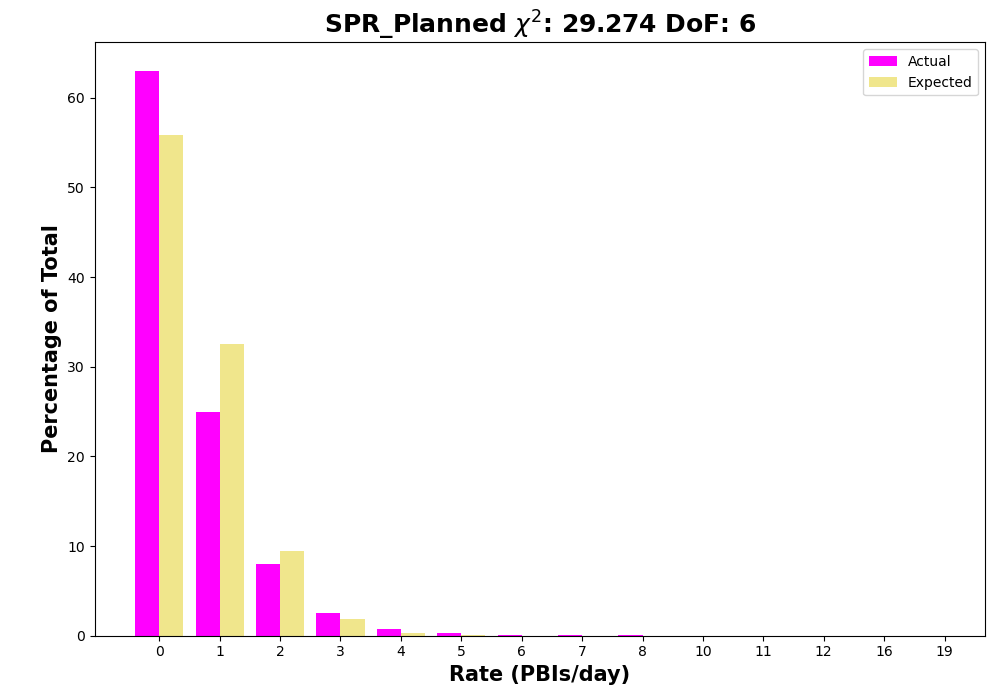 SPR_Planned χ²: 29.274 DoF: 6
Actual
Expected
Percentage of Total
60
50
40
30
20
10
0
0 1 2 3 4 5 6 7 8 10 11 12 16 19
Rate (PBIs/day)